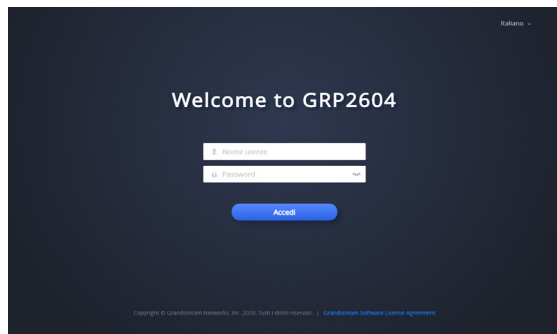 Italiano
Welcome to GRP2604
Nome utente
Password
Accedi
Copyright © Grandstream Networks, Inc. 2020. Tutti i diritti riservati. | Grandstream Software License Agreement